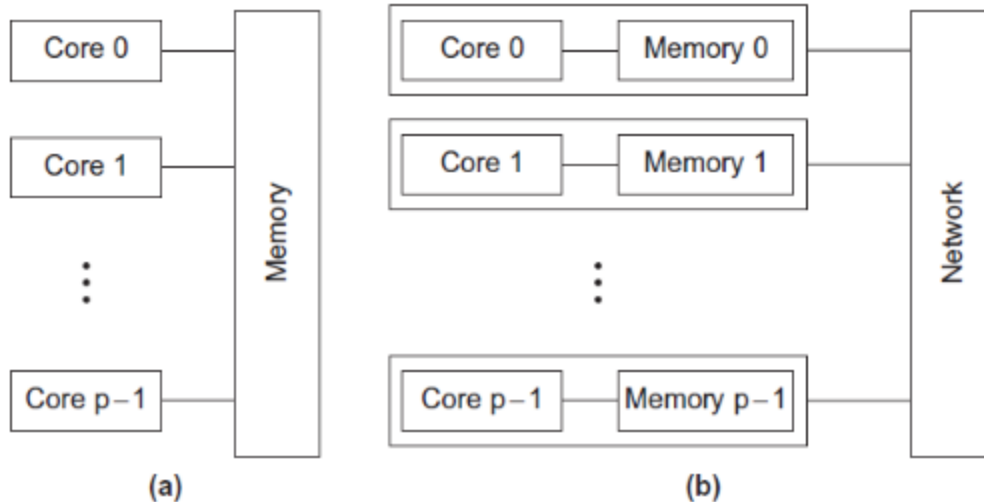 Core 0
Core 1
Core p−1
Memory
(a)
Core 0
Memory 0
Core 1
Memory 1
Core p−1
Memory p−1
Network
(b)